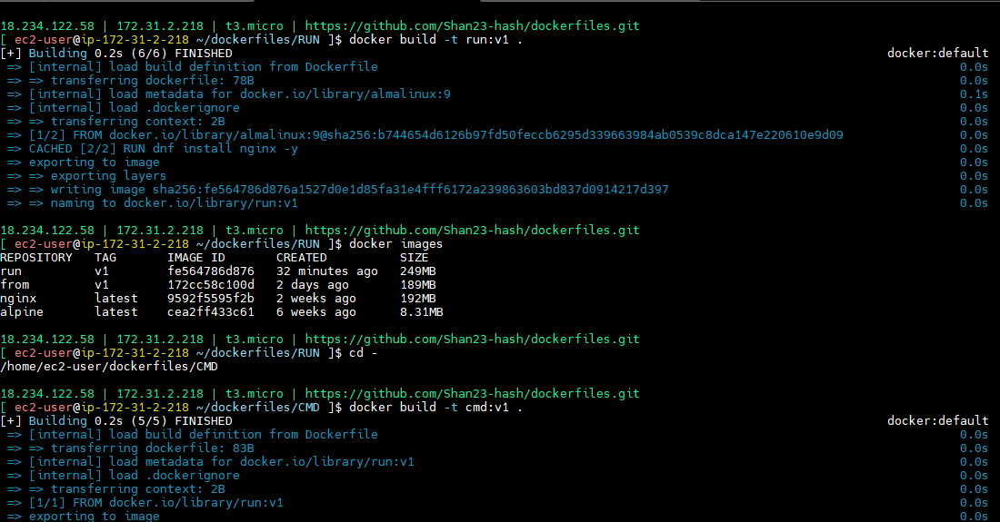 18.234.122.58 | 172.31.2.218 | t3.micro | https://github.com/Shan23-hash/dockerfiles.git
[ ec2-user@ip-172-31-2-218 ~/dockerfiles/RUN ]$ docker build -t run:v1 .
[+] Building 0.2s (6/6) FINISHED docker:default
=> [internal] load build definition from Dockerfile 0.0s
=> => transferring dockerfile: 78B 0.0s
=> [internal] load metadata for docker.io/library/almalinux:9 0.1s
=> [internal] load .dockerignore 0.0s
=> => transferring context: 2B 0.0s
=> [1/2] FROM docker.io/library/almalinux:9@sha256:b744654d6126b97fd50feccb6295d339663984ab0539c8dca147e220610e9d09 0.0s
=> CACHED [2/2] RUN dnf install nginx -y 0.0s
=> exporting to image 0.0s
=> => exporting layers 0.0s
=> => writing image sha256:fe564786d876a1527d0e1d85fa31e4fff6172a239863603bd837d0914217d397 0.0s
=> => naming to docker.io/library/run:v1 0.0s
18.234.122.58 | 172.31.2.218 | t3.micro | https://github.com/Shan23-hash/dockerfiles.git
[ ec2-user@ip-172-31-2-218 ~/dockerfiles/RUN ]$ docker images
REPOSITORY TAG IMAGE ID CREATED SIZE
run v1 fe564786d876 32 minutes ago 249MB
from v1 172cc58c100d 2 days ago 189MB
nginx latest 9592f5595f2b 2 weeks ago 192MB
alpine latest cea2ff433c61 6 weeks ago 8.31MB
18.234.122.58 | 172.31.2.218 | t3.micro | https://github.com/Shan23-hash/dockerfiles.git
[ ec2-user@ip-172-31-2-218 ~/dockerfiles/RUN ]$ cd -
/home/ec2-user/dockerfiles/CMD
18.234.122.58 | 172.31.2.218 | t3.micro | https://github.com/Shan23-hash/dockerfiles.git
[ ec2-user@ip-172-31-2-218 ~/dockerfiles/CMD ]$ docker build -t cmd:v1 .
[+] Building 0.2s (5/5) FINISHED docker:default
=> [internal] load build definition from Dockerfile 0.0s
=> => transferring dockerfile: 83B 0.0s
=> [internal] load metadata for docker.io/library/run:v1 0.0s
=> [internal] load .dockerignore 0.0s
=> => transferring context: 2B 0.0s
=> [1/1] FROM docker.io/library/run:v1 0.0s
=> exporting to image 0.0s